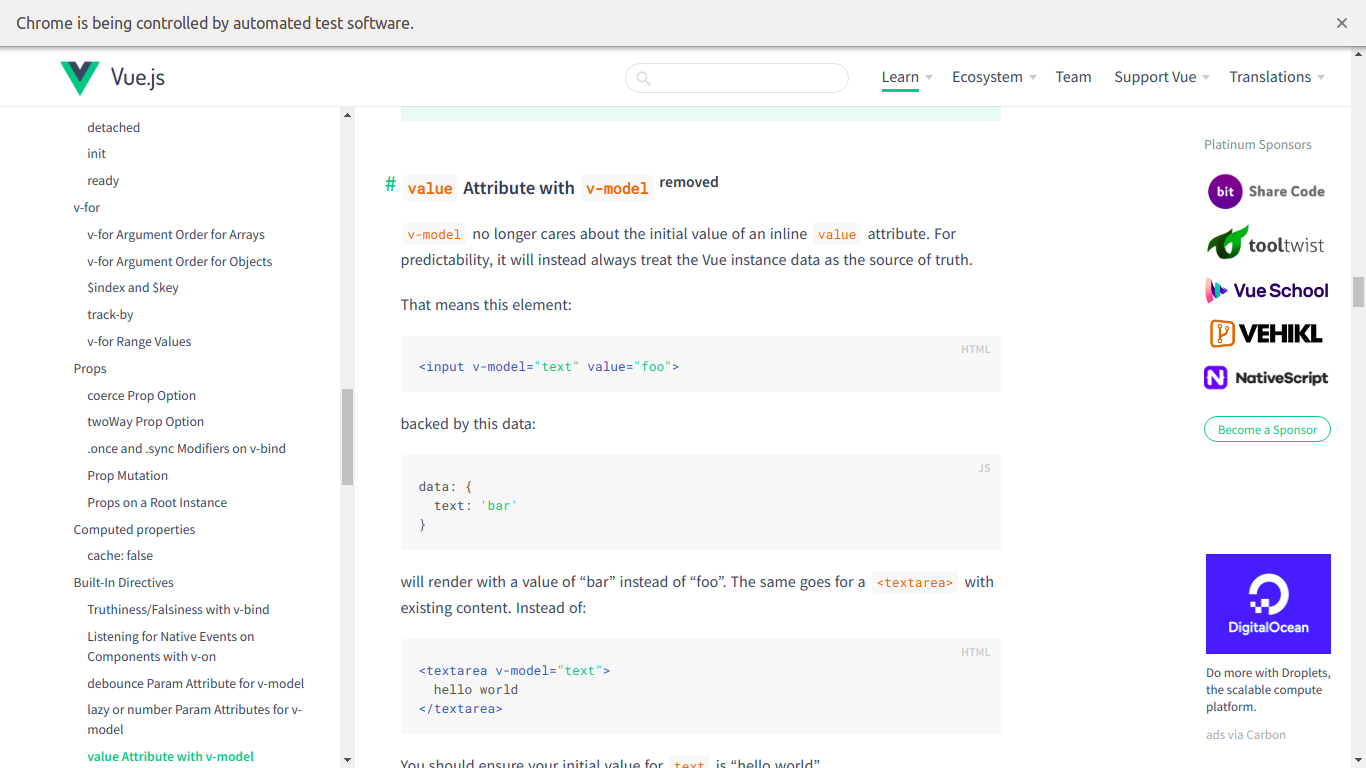 Chrome is being controlled by automated test software.
Vue.js
Learn
Ecosystem
Team
Support Vue
Translations
detached
init
ready
v-for
v-for Argument Order for Arrays
v-for Argument Order for Objects
$index and $key
track-by
v-for Range Values
Props
coerce Prop Option
twoWay Prop Option
.once and .sync Modifiers on v-bind
Prop Mutation
Props on a Root Instance
Computed properties
cache: false
Built-In Directives
Truthiness/Falsiness with v-bind
Listening for Native Events on
Components with v-on
debounce Param Attribute for v-model
lazy or number Param Attributes for v-
model
value Attribute with v-model
# value Attribute with v-model removed
v-model no longer cares about the initial value of an inline value attribute. For
predictability, it will instead always treat the Vue instance data as the source of truth.
That means this element:
HTML
<input v-model="text" value="foo">
backed by this data:
JS
data: {
text: 'bar'
}
will render with a value of “bar” instead of “foo”. The same goes for a <textarea> with
existing content. Instead of:
HTML
<textarea v-model="text">
hello world
</textarea>
You should ensure your initial value for text is “hello world”
Platinum Sponsors
bit Share Code
tooltwist
Vue School
VEHIKL
NativeScript
Become a Sponsor
DigitalOcean
Do more with Droplets,
the scalable compute
platform.
ads via Carbon